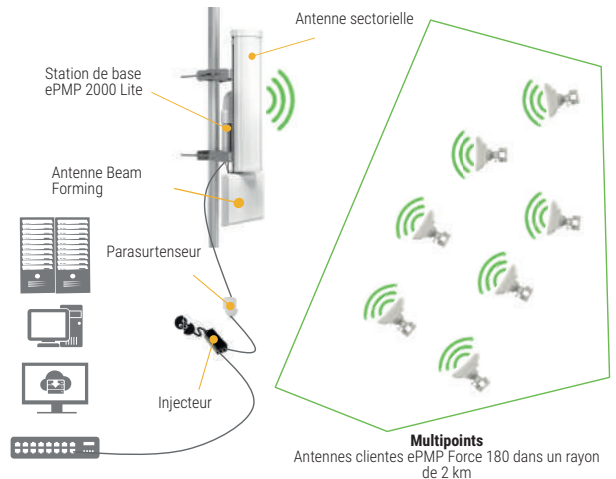 Antenne sectorielle
Station de base
ePMP 2000 Lite
Antenne Beam
Forming
Parasurtenseur
Injecteur
Multipoints
Antennes clientes ePMP Force 180 dans un rayon
de 2 km